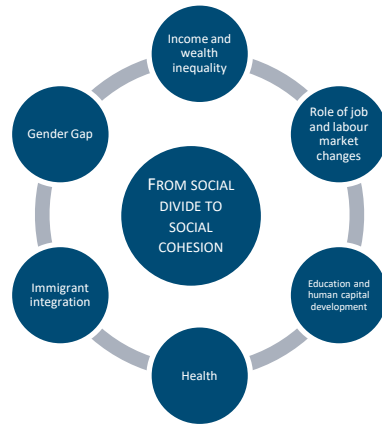 Income and
wealth
inequality
Role of job
and labour
market
changes
Education and
human capital
development
Health
Immigrant
integration
Gender Gap
FROM SOCIAL
DIVIDE TO
SOCIAL
COHESION